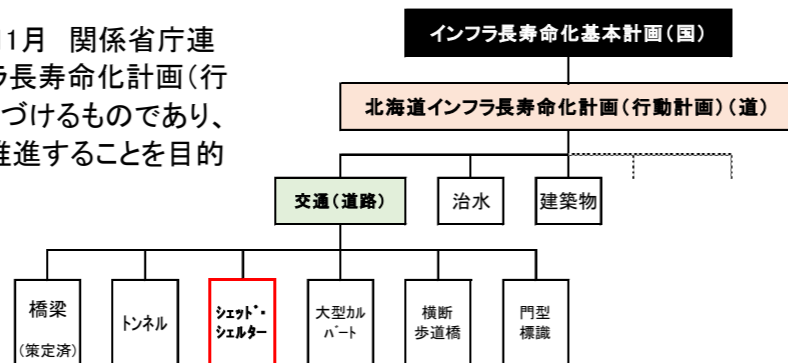 11月 関係省庁連
ラ長寿命化計画（行
づけるものであり、
推進することを目的
インフラ長寿命化基本計画（国）
北海道インフラ長寿命化計画（行動計画）（道）
交通（道路）
治水
建築物
橋梁
（策定済）
トンネル
シェッド・
シェルター
大型カル
バート
横断
歩道橋
門型
標識